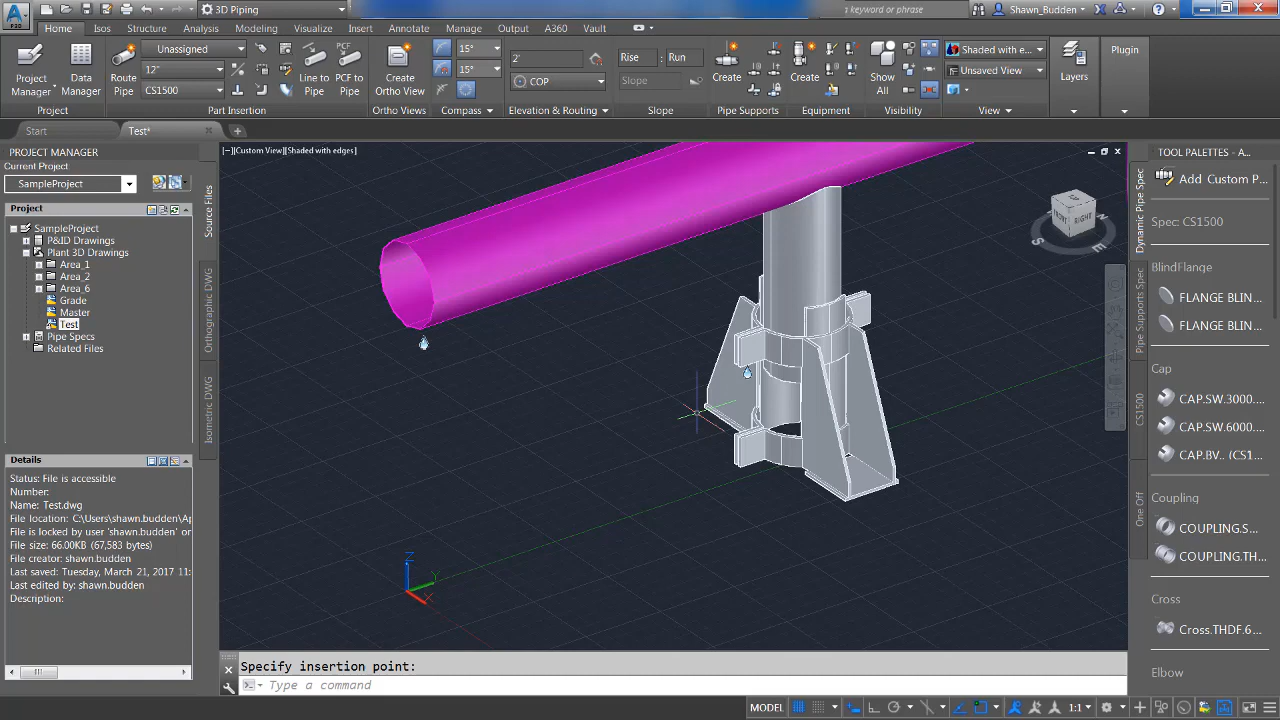 P3D
3D Piping
a keyword or phrase
Shawn_Budden
Home Isos Structure Analysis Modeling Visualize Insert Annotate Manage Output A360 Vault
Project Manager
Data Manager
Project
Route Pipe
Unassigned
12"
CS1500
Line to Pipe
PCF to Pipe
Part Insertion
Create Ortho View
Ortho Views
15°
15°
Compass
2'
COP
Elevation & Routing
Rise : Run
Slope
Slope
Create
Pipe Supports
Create
Equipment
Show All
Visibility
Shaded with e...
Unsaved View
View
Layers
Plugin
Start Test*
PROJECT MANAGER
Current Project
SampleProject
Project
SampleProject
P&ID Drawings
Plant 3D Drawings
Area_1
Area_2
Area_6
Grade
Master
Test
Pipe Specs
Related Files
Source Files
Orthographic DWG
Isometric DWG
Details
Status: File is accessible
Number:
Name: Test.dwg
File location: C:\Users\shawn.budden\Ap
File is locked by user 'shawn.budden' or
File size: 66.00KB (67,583 bytes)
File creator: shawn.budden
Last saved: Tuesday, March 21, 2017 11:
Last edited by: shawn.budden
Description:
[−][Custom View][Shaded with edges]
FRONT RIGHT
S E
Z
Y
X
Specify insertion point:
Type a command
MODEL
1:1
TOOL PALETTES - A...
Dynamic Pipe Spec
Pipe Supports Spec
CS1500
One Off
Add Custom P...
Spec: CS1500
BlindFlange
FLANGE BLIN...
FLANGE BLIN...
Cap
CAP.SW.3000...
CAP.SW.6000...
CAP.BV.. (CS1...
Coupling
COUPLING.S...
COUPLING.TH...
Cross
Cross.THDF.6...
Elbow